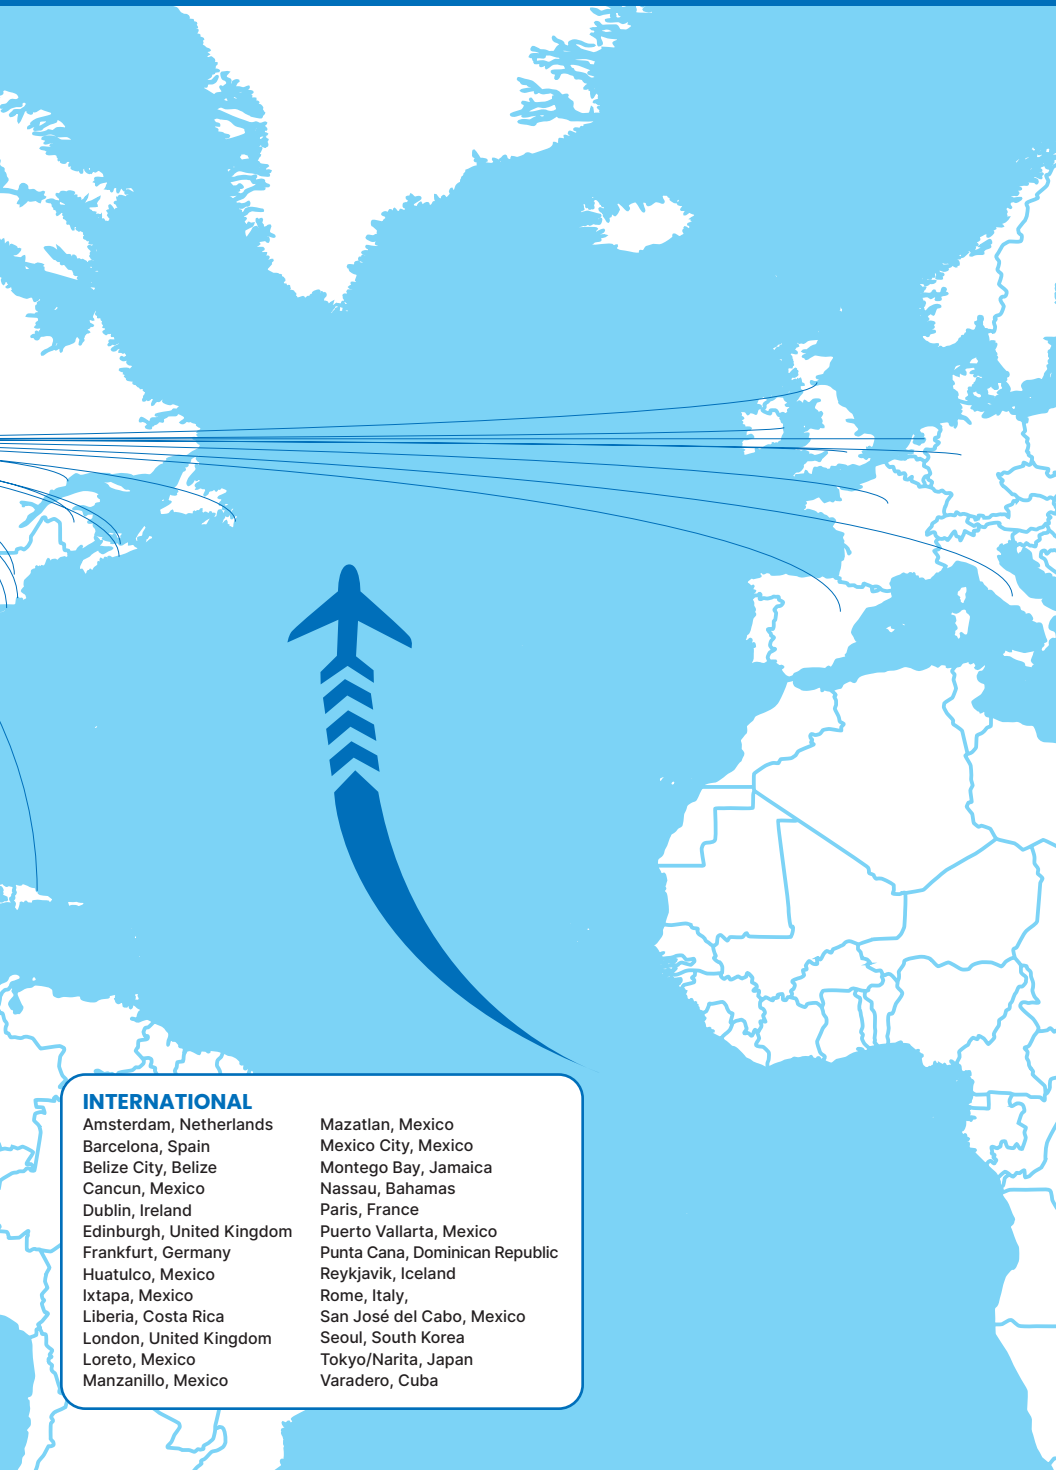 INTERNATIONAL
Amsterdam, Netherlands
Barcelona, Spain
Belize City, Belize
Cancun, Mexico
Dublin, Ireland
Edinburgh, United Kingdom
Frankfurt, Germany
Huatulco, Mexico
Ixtapa, Mexico
Liberia, Costa Rica
London, United Kingdom
Loreto, Mexico
Manzanillo, Mexico
Mazatlan, Mexico
Mexico City, Mexico
Montego Bay, Jamaica
Nassau, Bahamas
Paris, France
Puerto Vallarta, Mexico
Punta Cana, Dominican Republic
Reykjavik, Iceland
Rome, Italy,
San José del Cabo, Mexico
Seoul, South Korea
Tokyo/Narita, Japan
Varadero, Cuba